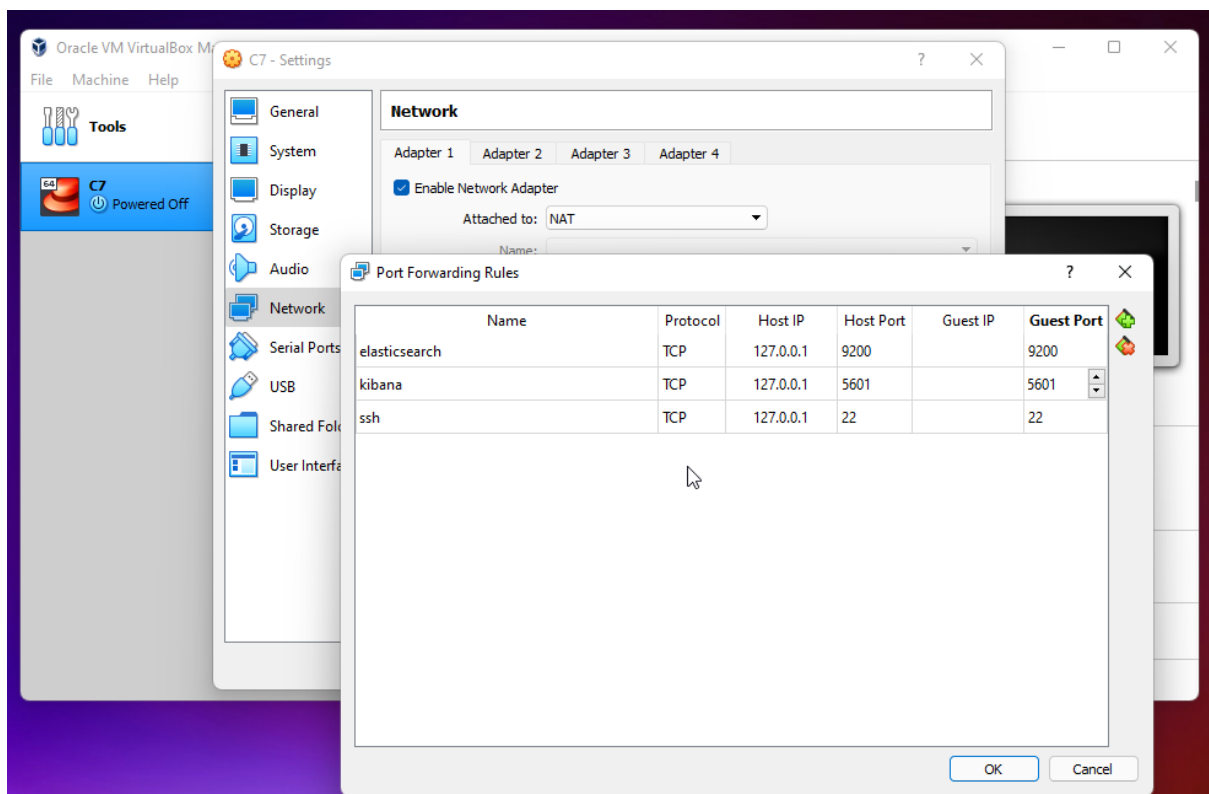 Oracle VM VirtualBox Ma
File Machine Help
Tools
64
C7
Powered Off
C7 - Settings
?
General
System
Display
Storage
Audio
Network
Serial Ports
USB
Shared Fol
User Interfa
Network
Adapter 1 Adapter 2 Adapter 3 Adapter 4
Enable Network Adapter
Attached to: NAT
Name:
Port Forwarding Rules
?
Name Protocol Host IP Host Port Guest IP Guest Port
elasticsearch TCP 127.0.0.1 9200 9200
kibana TCP 127.0.0.1 5601 5601
ssh TCP 127.0.0.1 22 22
OK Cancel